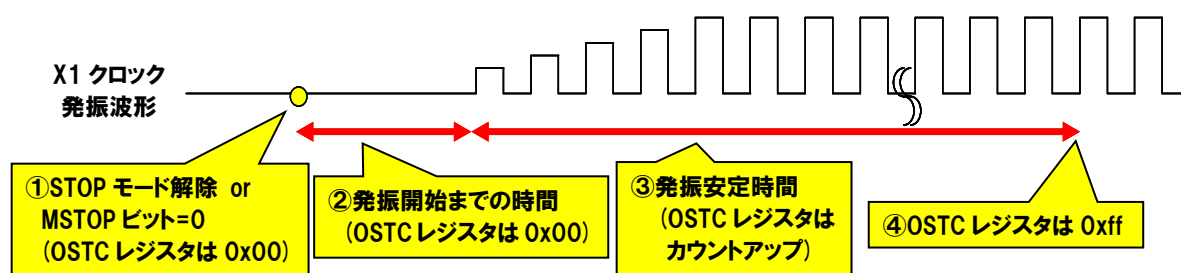 X1 クロック
発振波形
①STOP モード解除 or
MSTOP ビット=0
(OSTC レジスタは 0x00)
②発振開始までの時間
(OSTC レジスタは 0x00)
③発振安定時間
(OSTC レジスタは
カウントアップ)
④OSTC レジスタは 0xff